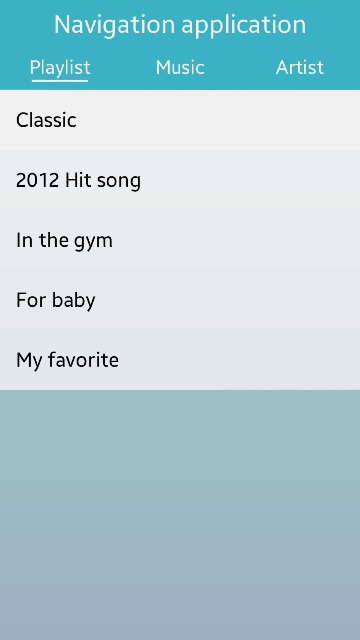 Navigation application
Playlist Music Artist
Classic
2012 Hit song
In the gym
For baby
My favorite